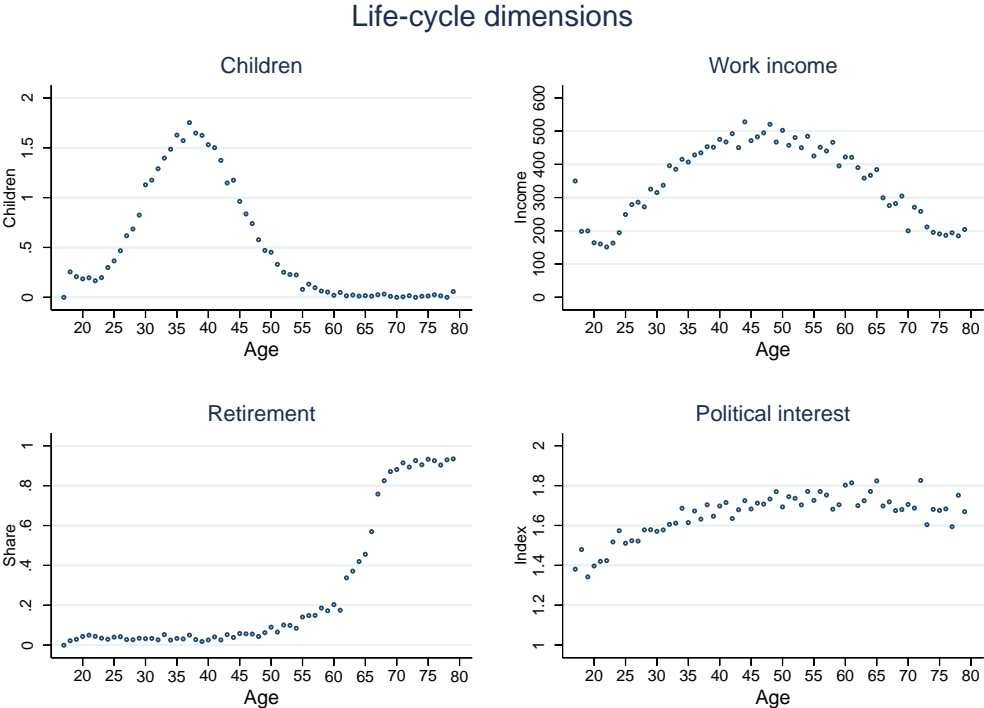 Life-cycle dimensions
Children
Children
0 .5 1 1.5 2
20 25 30 35 40 45 50 55 60 65 70 75 80
Age
Work income
Income
0 100 200 300 400 500 600
20 25 30 35 40 45 50 55 60 65 70 75 80
Age
Retirement
Share
0 .2 .4 .6 .8 1
20 25 30 35 40 45 50 55 60 65 70 75 80
Age
Political interest
Index
1 1.2 1.4 1.6 1.8 2
20 25 30 35 40 45 50 55 60 65 70 75 80
Age